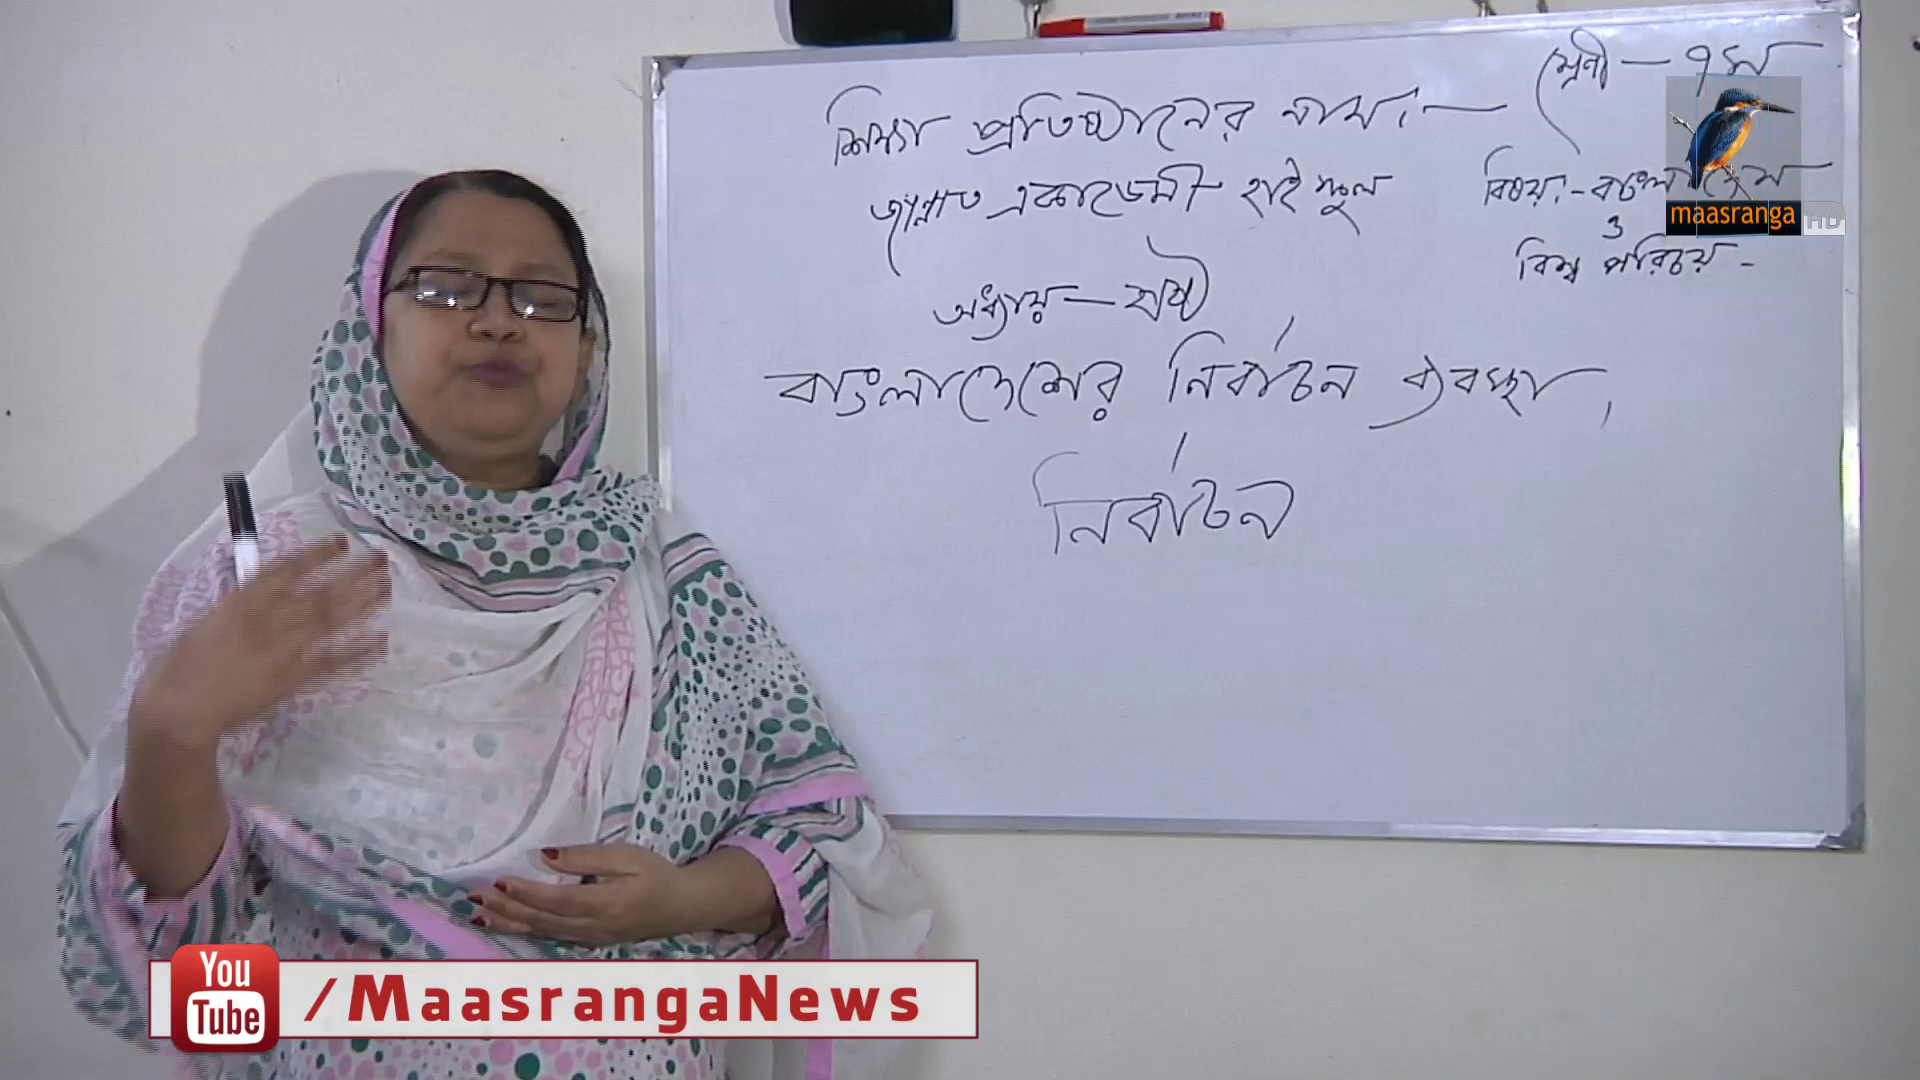 শ্রেণী — ৭ম
শিক্ষা প্রতিষ্ঠানের নাম:—
জান্নাত একাডেমী হাই স্কুল
বিষয়:- বাংলাদেশ
ও
বিশ্ব পরিচয় -
অধ্যায় — ষষ্ঠ
বাংলাদেশের নির্বাচন ব্যবস্থা,
নির্বাচন
maasranga HD
You Tube /MaasrangaNews